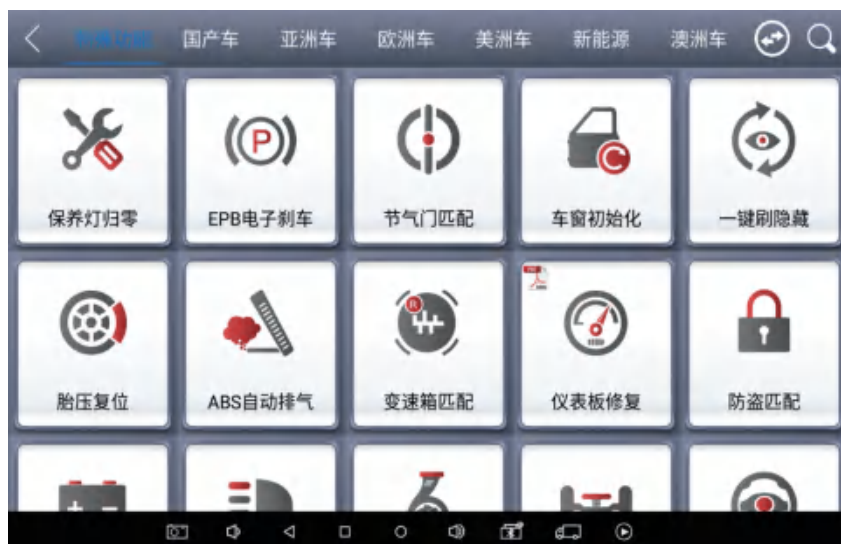 国产车 亚洲车 欧洲车 美洲车 新能源 澳洲车
保养灯归零 EPB电子刹车 节气门匹配 车窗初始化 一键刷隐藏
胎压复位 ABS自动排气 变速箱匹配 仪表板修复 防盗匹配